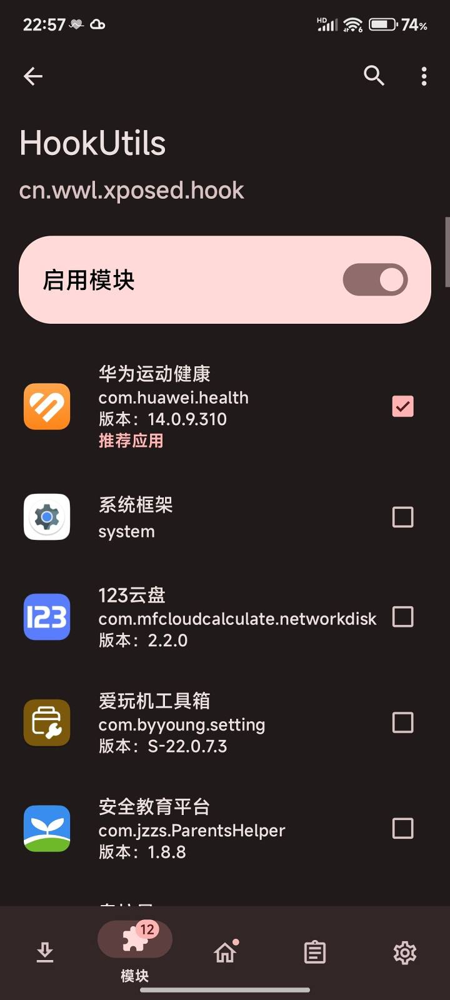 22:57
HD
6
74%
HookUtils
cn.wwl.xposed.hook
启用模块
华为运动健康
com.huawei.health
版本：14.0.9.310
推荐应用
系统框架
system
123云盘
123
com.mfcloudcalculate.networkdisk
版本：2.2.0
爱玩机工具箱
com.byyoung.setting
版本：S-22.0.7.3
安全教育平台
com.jzzs.ParentsHelper
版本：1.8.8
12
模块